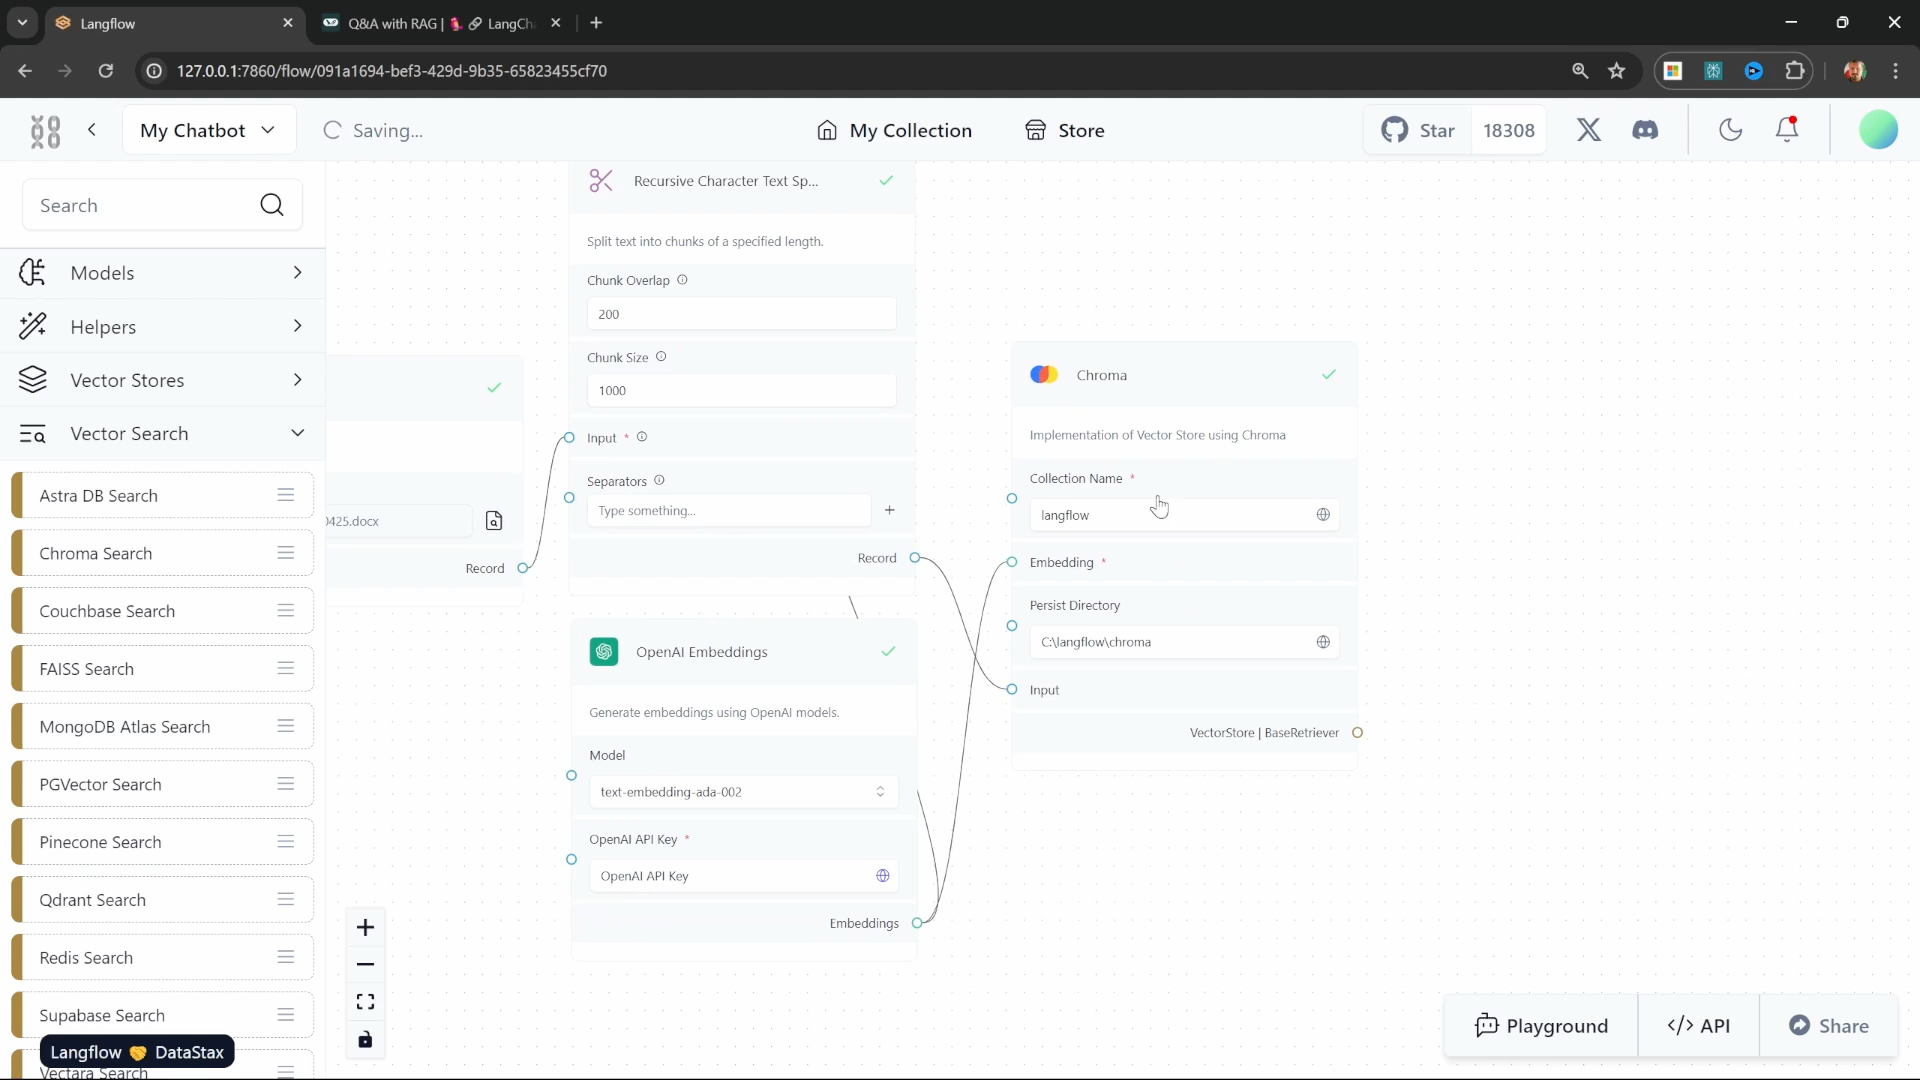 Langflow
Q&A with RAG | 🦜🔗 LangCh
127.0.0.1:7860/flow/091a1694-bef3-429d-9b35-65823455cf70
My Chatbot
Saving...
My Collection
Store
Star
18308
Search
Models
Helpers
Vector Stores
Vector Search
Astra DB Search
Chroma Search
Couchbase Search
FAISS Search
MongoDB Atlas Search
PGVector Search
Pinecone Search
Qdrant Search
Redis Search
Supabase Search
Vectara Search
Langflow 🤝 DataStax
0425.docx
Record
Recursive Character Text Sp...
Split text into chunks of a specified length.
Chunk Overlap
200
Chunk Size
1000
Input *
Separators
Type something...
Record
OpenAI Embeddings
Generate embeddings using OpenAI models.
Model
text-embedding-ada-002
OpenAI API Key *
OpenAI API Key
Embeddings
Chroma
Implementation of Vector Store using Chroma
Collection Name *
langflow
Embedding *
Persist Directory
C:\langflow\chroma
Input
VectorStore | BaseRetriever
Playground
</> API
Share